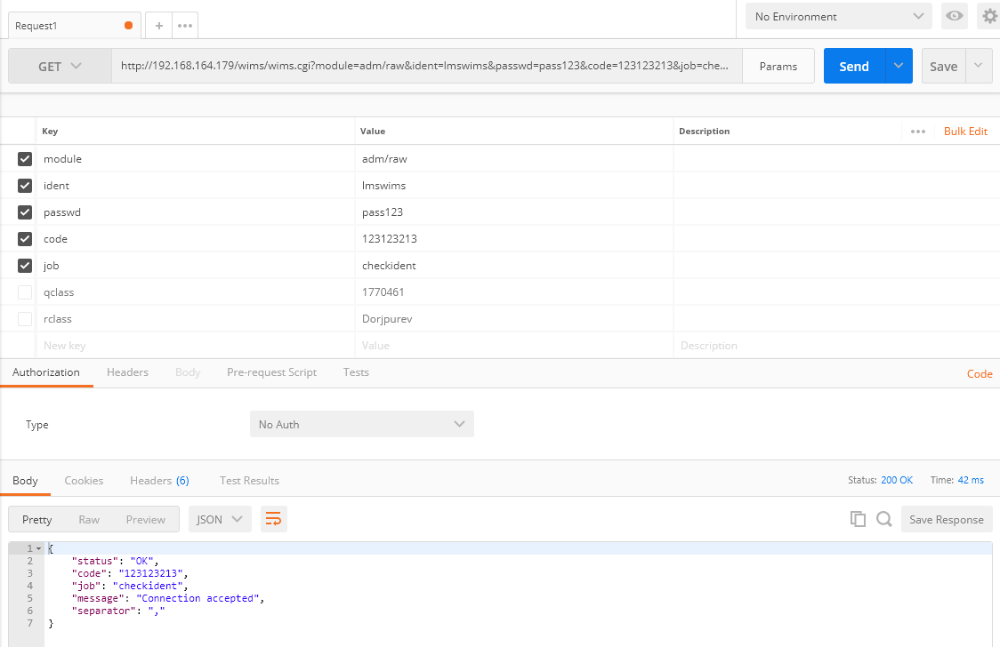 Request1
No Environment
GET http://192.168.164.179/wims/wims.cgi?module=adm/raw&ident=lmswims&passwd=pass123&code=123123213&job=che... Params Send Save
Key Value Description Bulk Edit
module adm/raw
ident lmswims
passwd pass123
code 123123213
job checkident
qclass 1770461
rclass Dorjpurev
New key Value Description
Authorization Headers Body Pre-request Script Tests Code
Type No Auth
Body Cookies Headers (6) Test Results Status: 200 OK Time: 42 ms
Pretty Raw Preview JSON Save Response
1 {
2 "status": "OK",
3 "code": "123123213",
4 "job": "checkident",
5 "message": "Connection accepted",
6 "separator": ","
7 }